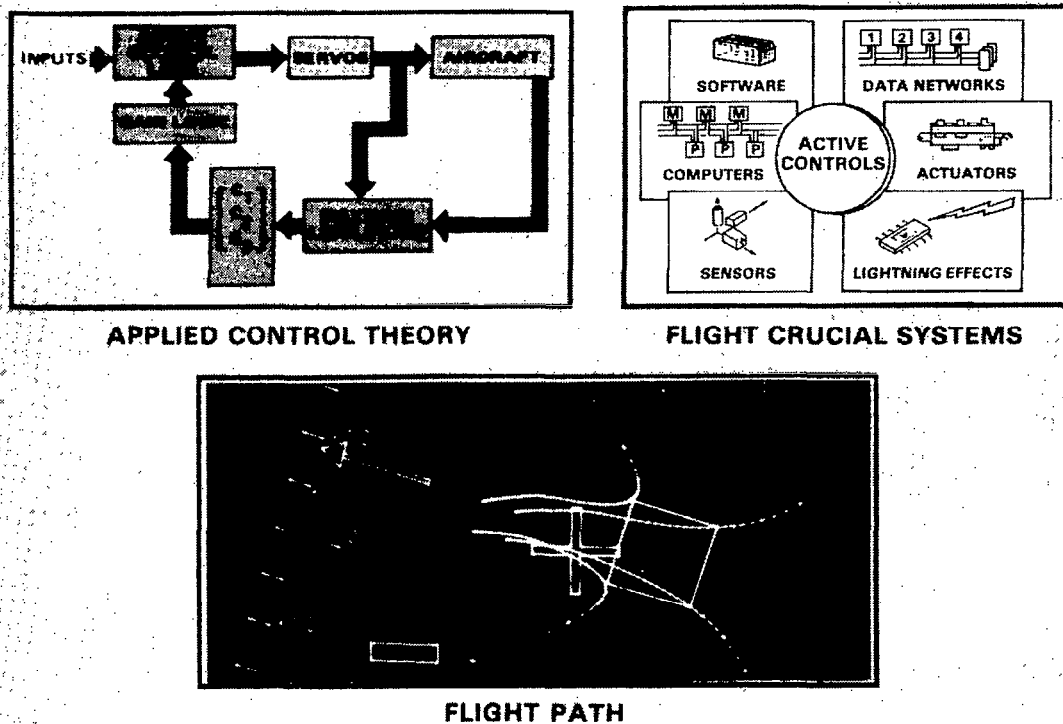 INPUTS
SERVOS
AIRCRAFT
APPLIED CONTROL THEORY
SOFTWARE
1 2 3 4
DATA NETWORKS
M M M
P P P
COMPUTERS
ACTIVE
CONTROLS
ACTUATORS
SENSORS
LIGHTNING EFFECTS
FLIGHT CRUCIAL SYSTEMS
FLIGHT PATH